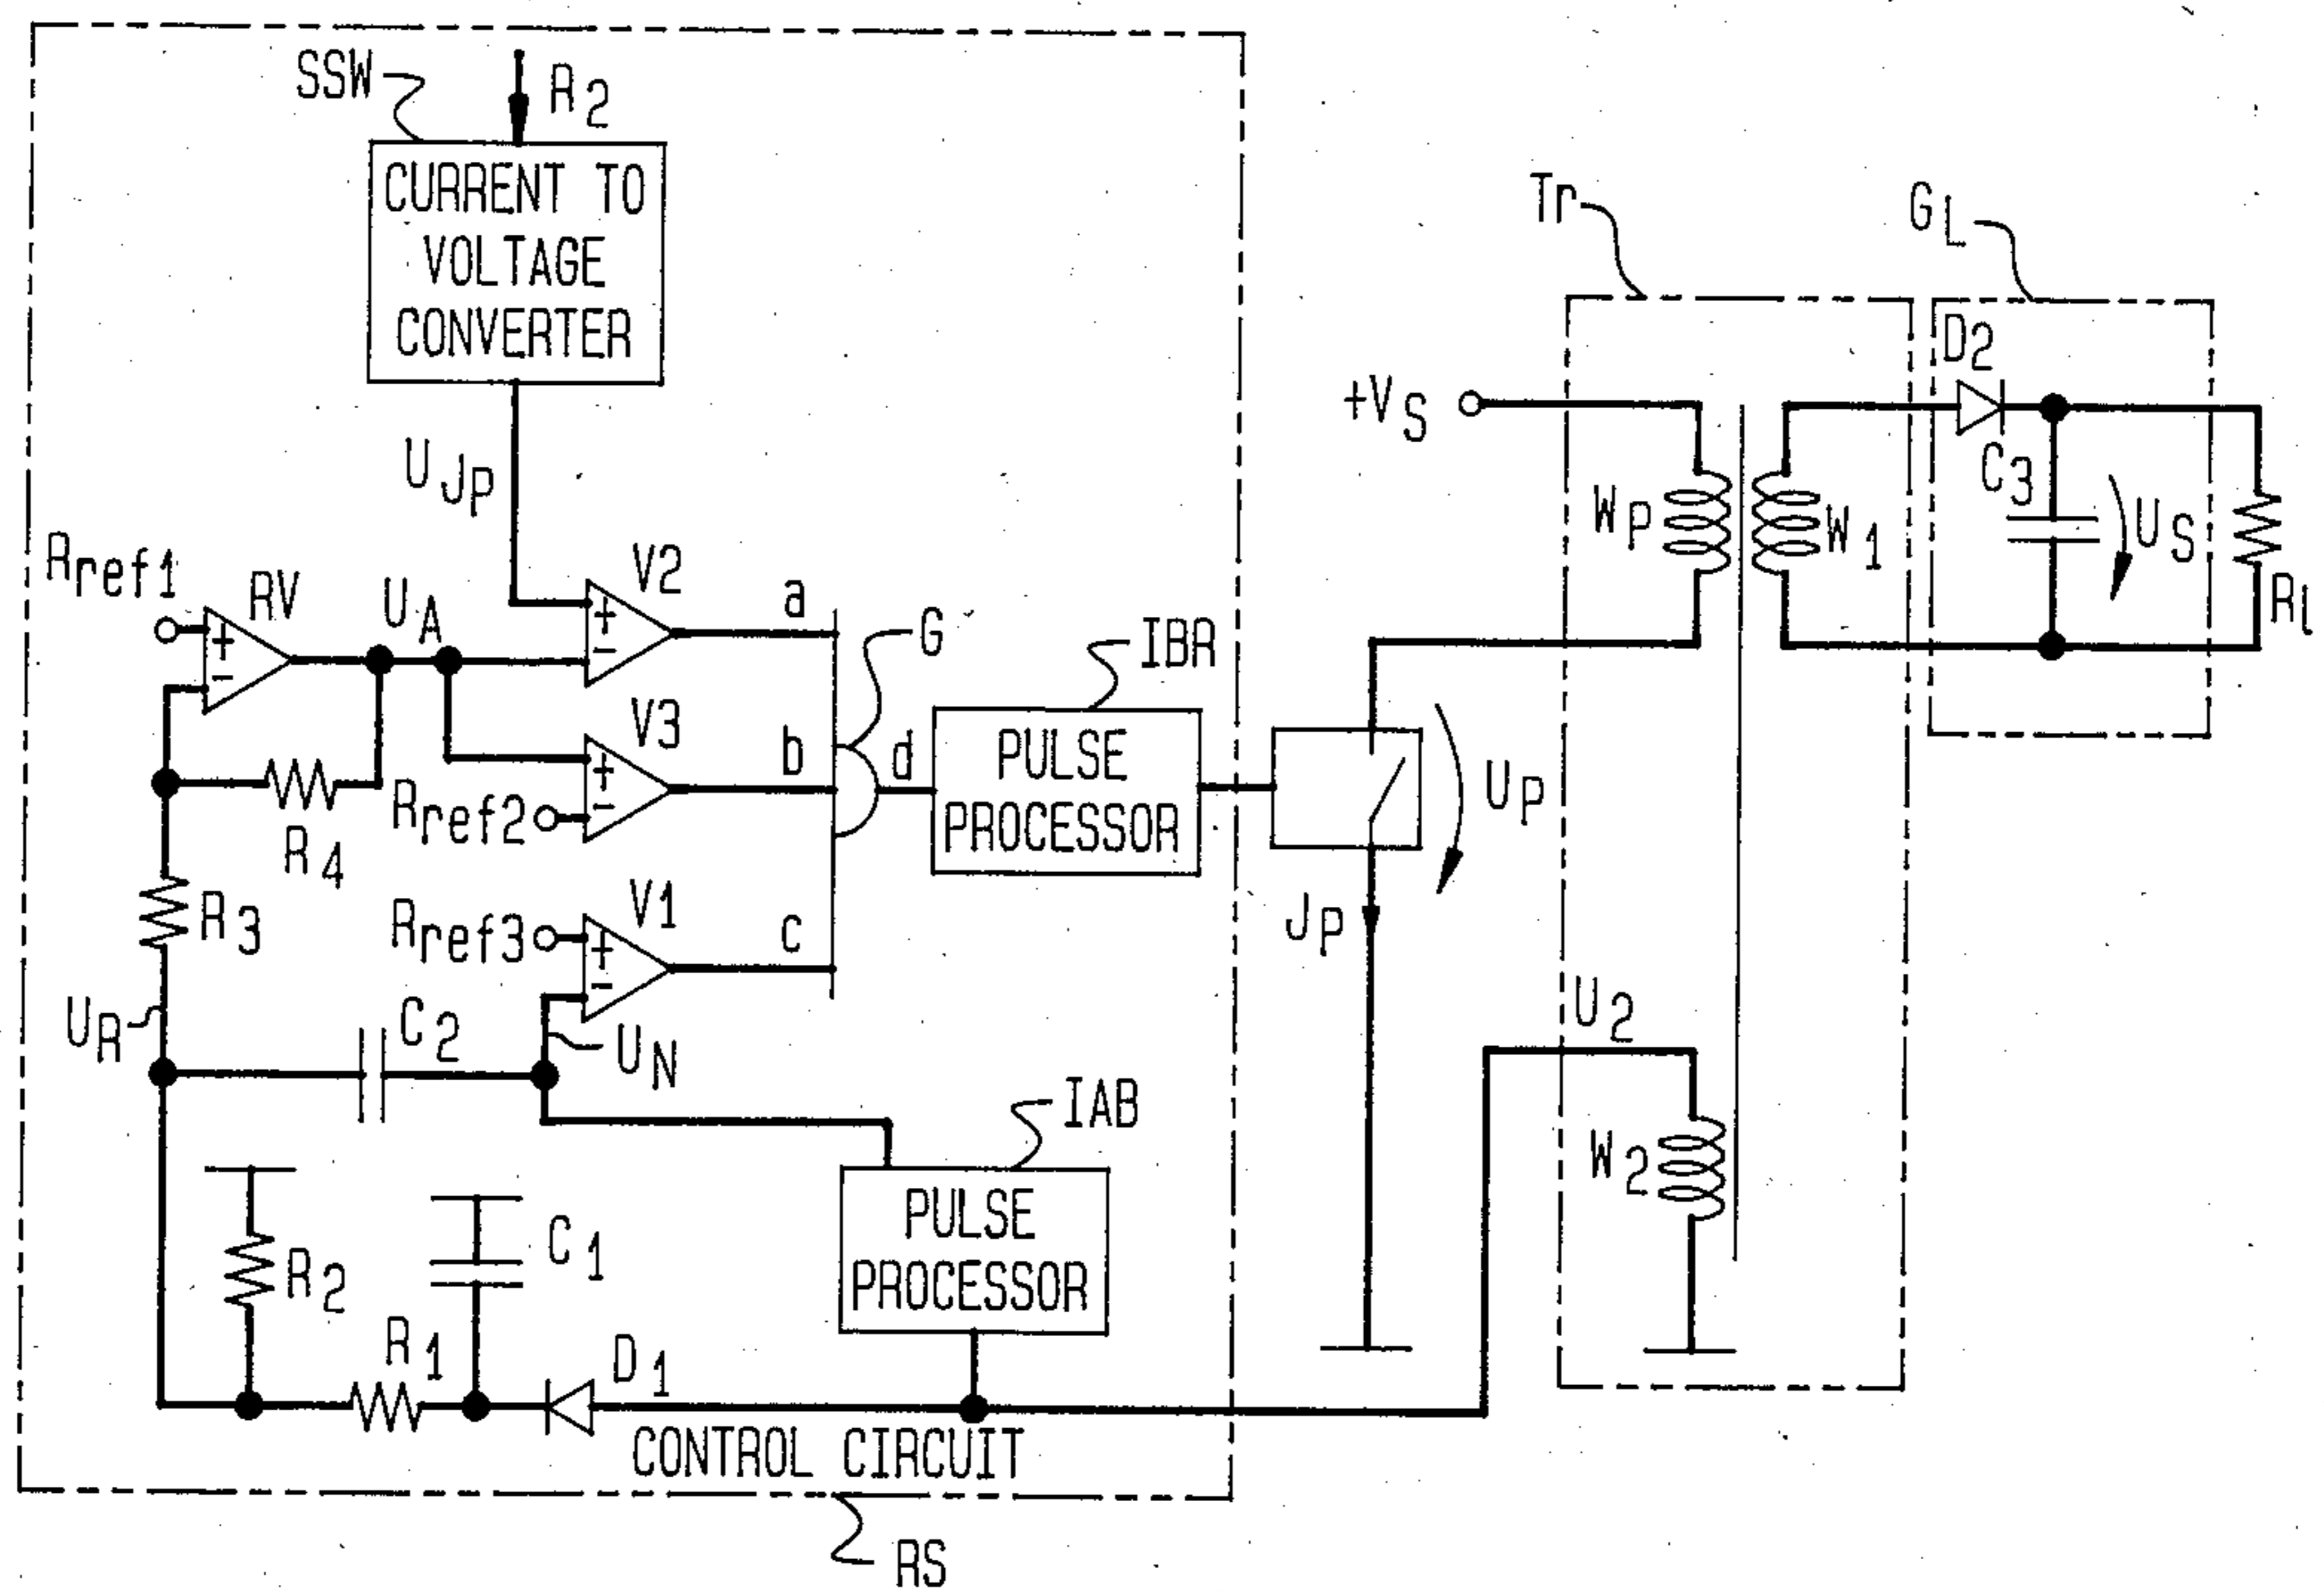 SSW
R2
CURRENT TO
VOLTAGE
CONVERTER
UJP
Tr
GL
D2
+VS
C3
US
WP
W1
Rl
Rref1
RV
UA
+
-
V2
+
-
a
G
IBR
V3
+
-
b
d
PULSE
PROCESSOR
Rref2
R4
UP
R3
Rref3
V1
+
-
c
JP
UR
C2
UN
U2
IAB
W2
PULSE
PROCESSOR
R2
C1
R1
D1
CONTROL CIRCUIT
RS